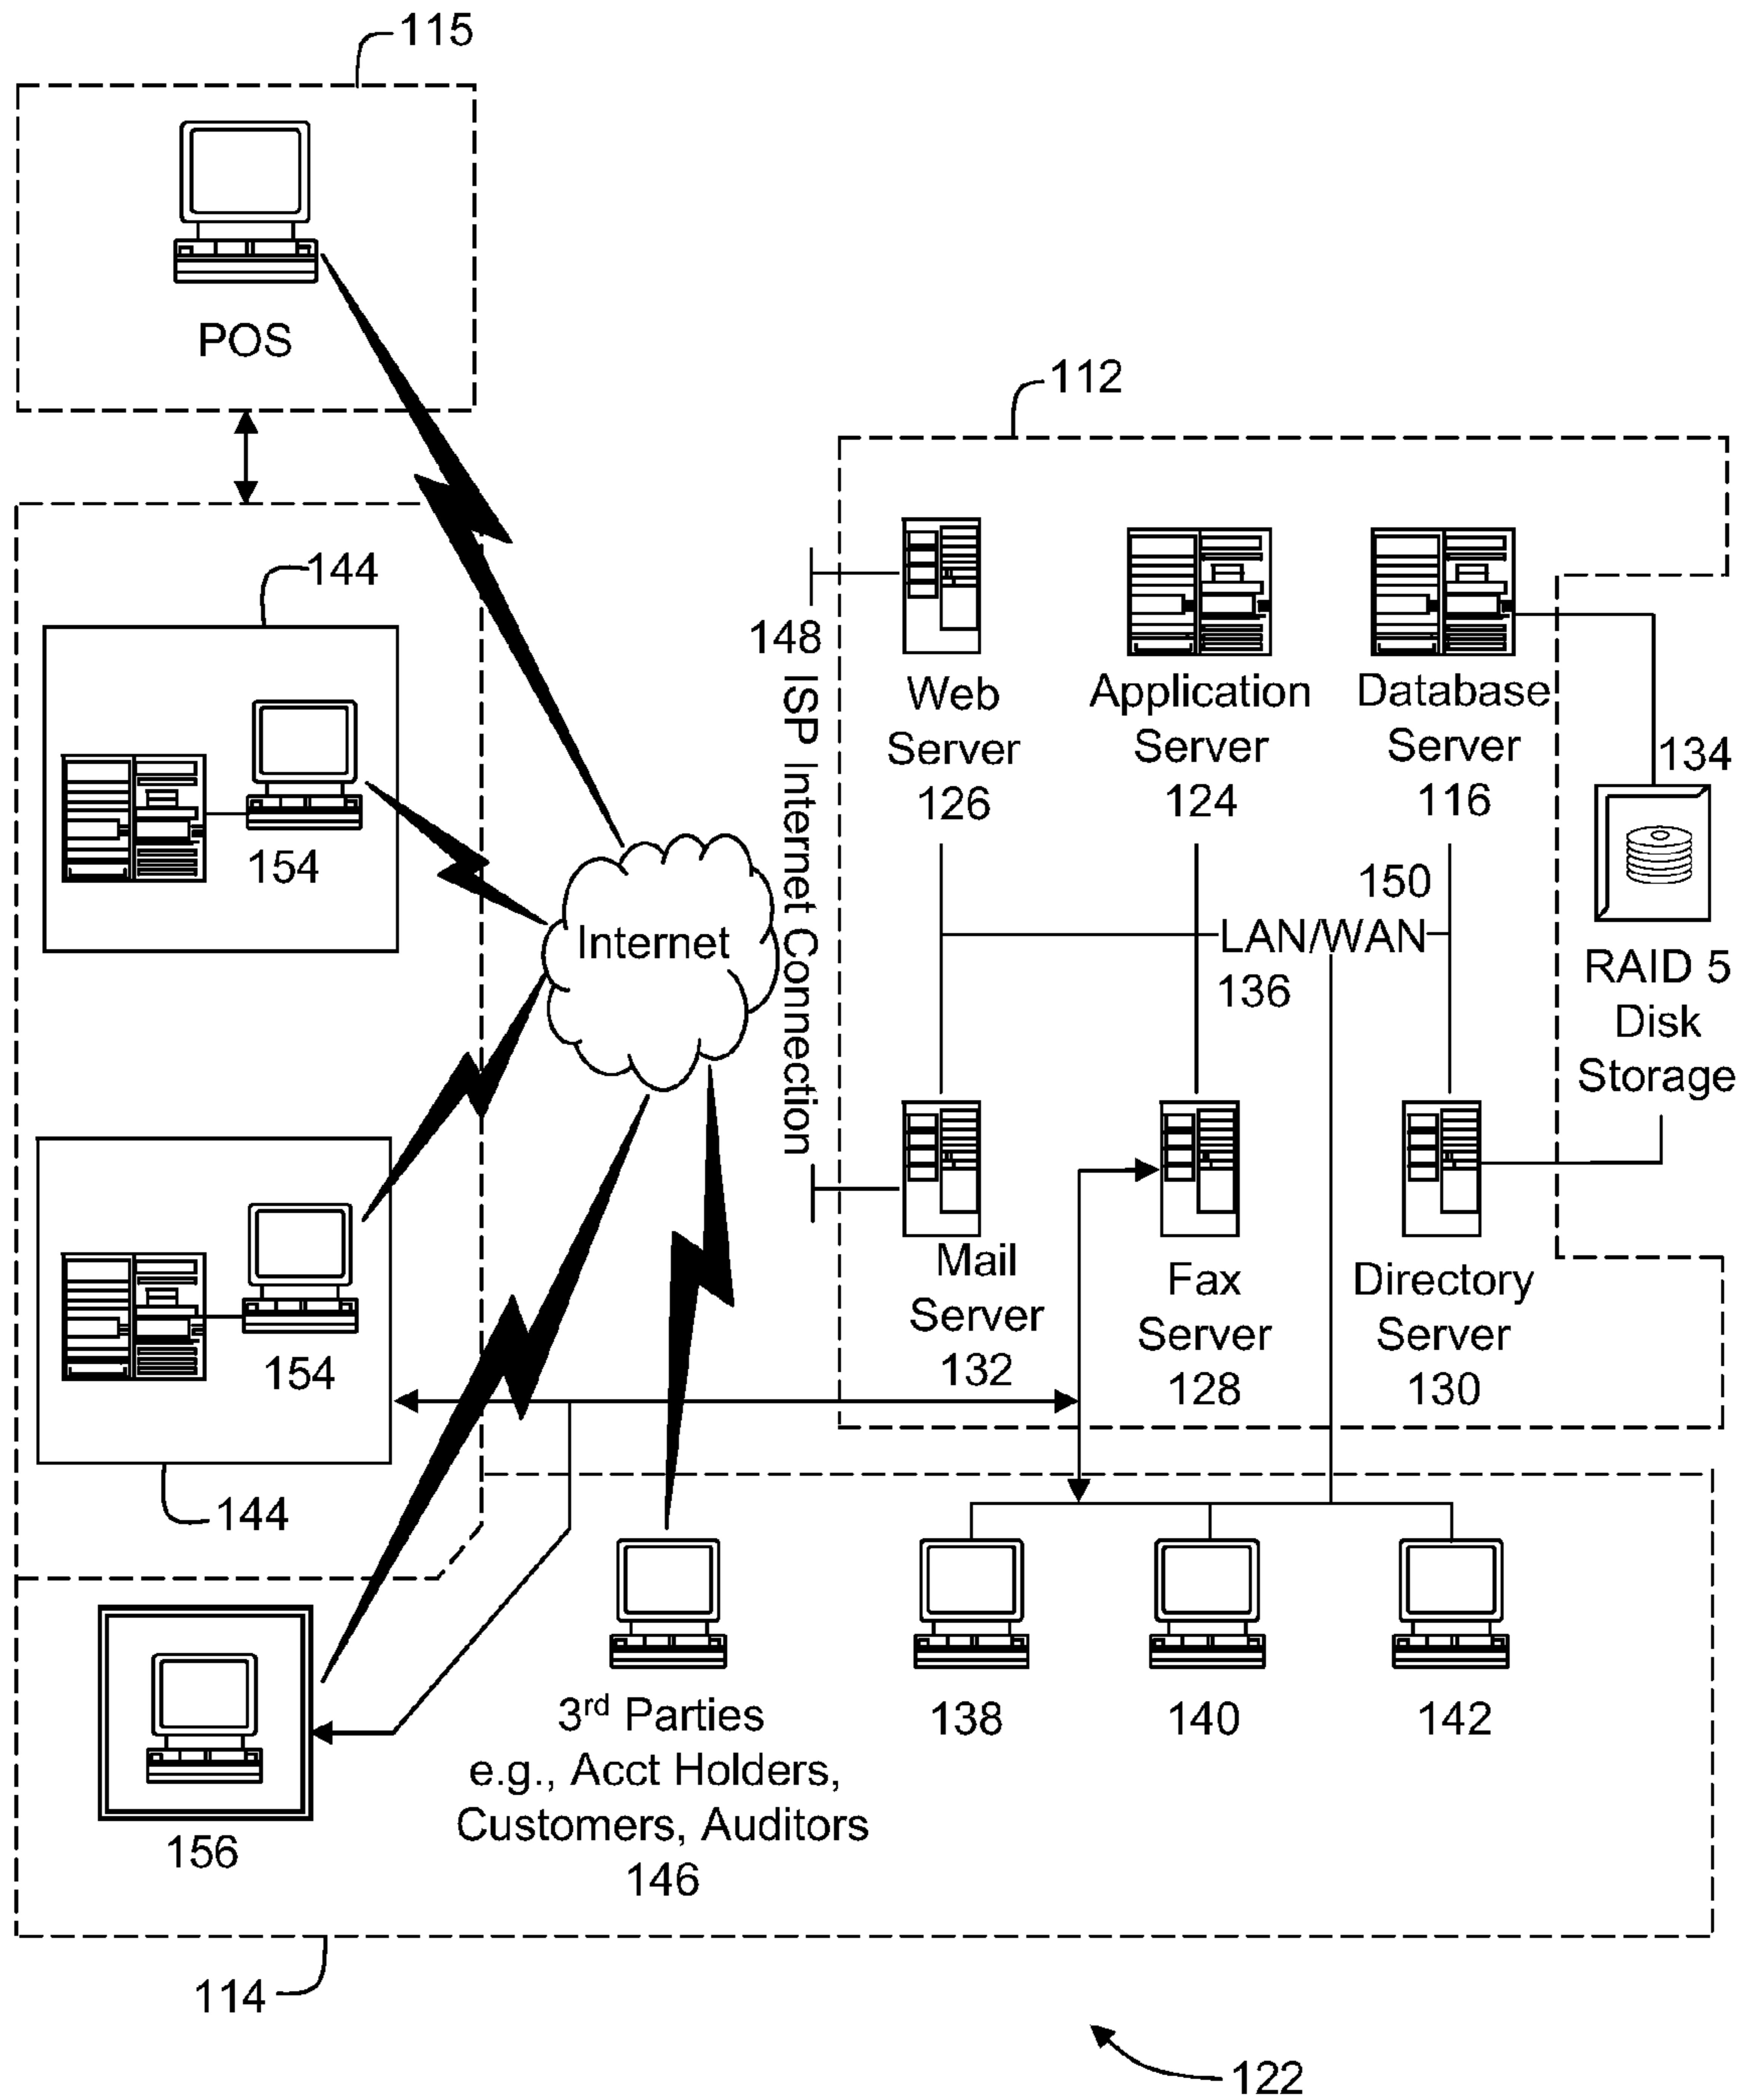 115
POS
112
144
148 ISP Internet Connection
Web
Server
126
Application
Server
124
Database
Server
116
134
RAID 5
Disk
Storage
154
150
Internet
LAN/WAN
136
154
144
Mail
Server
132
Fax
Server
128
Directory
Server
130
156
3rd Parties
e.g., Acct Holders,
Customers, Auditors
146
138
140
142
114
122